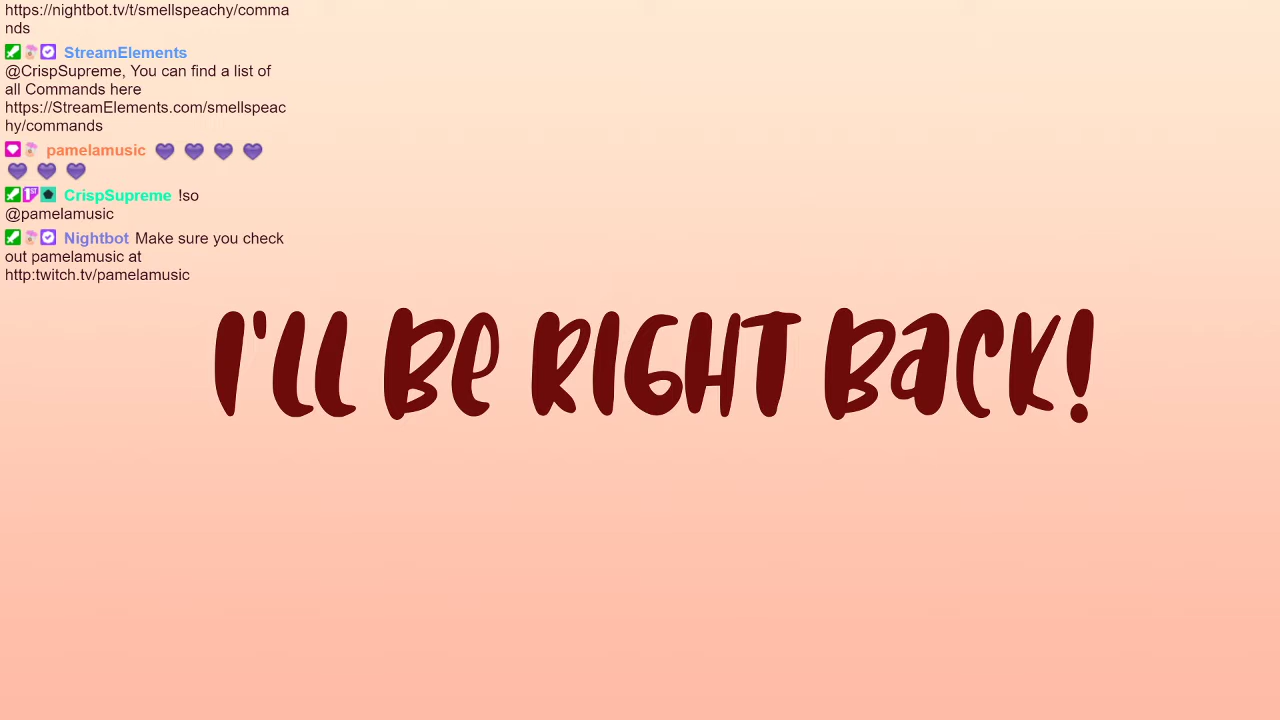 https://nightbot.tv/t/smellspeachy/comma
nds
StreamElements
@CrispSupreme, You can find a list of
all Commands here
https://StreamElements.com/smellspeac
hy/commands
pamelamusic 💜 💜 💜 💜
💜 💜 💜
CrispSupreme !so
@pamelamusic
Nightbot Make sure you check
out pamelamusic at
http:twitch.tv/pamelamusic
I'LL Be RIGHT Back!